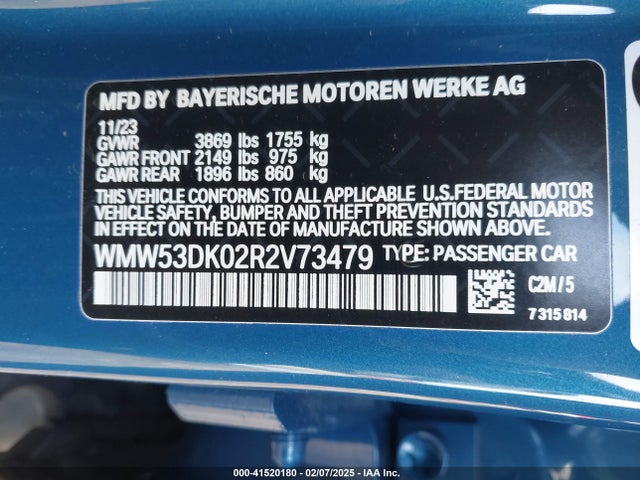 MFD BY BAYERISCHE MOTOREN WERKE AG
11/23
GVWR 3869 lbs 1755 kg
GAWR FRONT 2149 lbs 975 kg
GAWR REAR 1896 lbs 860 kg
THIS VEHICLE CONFORMS TO ALL APPLICABLE U.S.FEDERAL MOTOR
VEHICLE SAFETY, BUMPER AND THEFT PREVENTION STANDARDS
IN EFFECT ON THE DATE OF MANUFACTURE SHOWN ABOVE.
WMW53DK02R2V73479 TYPE: PASSENGER CAR
C2M/5
7315814
000-41520180 - 02/07/2025 - IAA Inc.